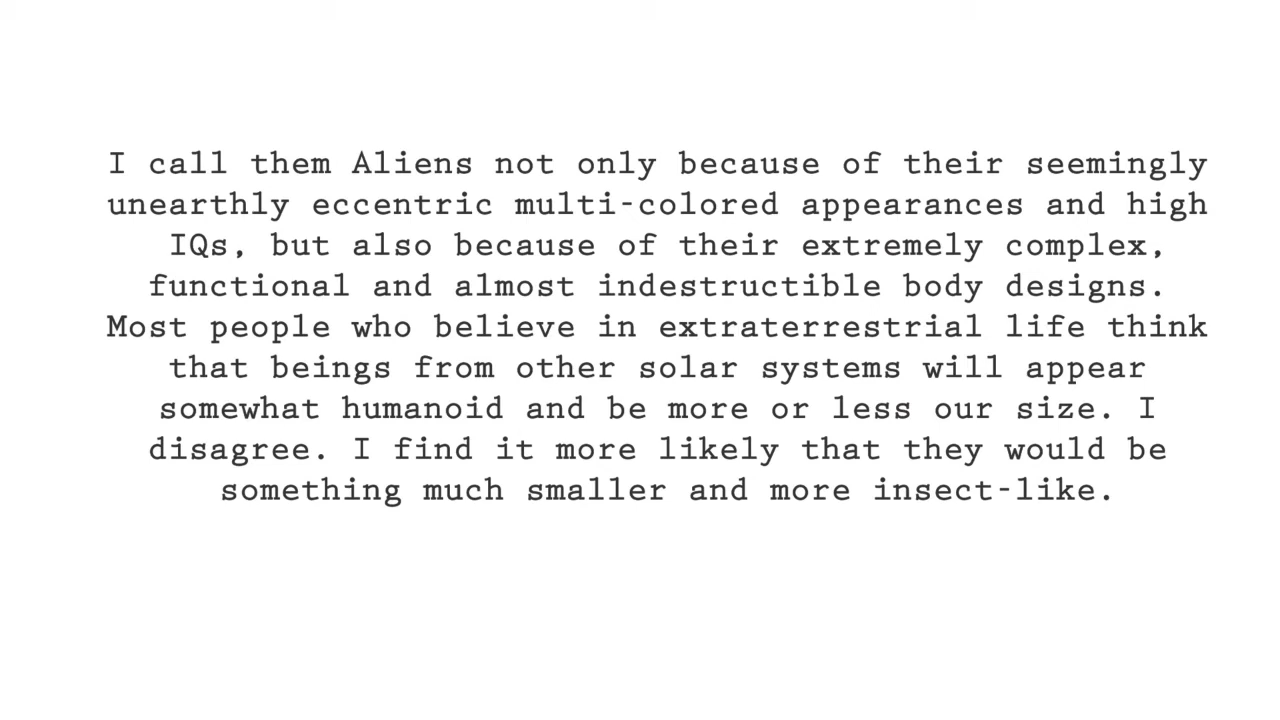 I call them Aliens not only because of their seemingly
unearthly eccentric multi-colored appearances and high
IQs, but also because of their extremely complex,
functional and almost indestructible body designs.
Most people who believe in extraterrestrial life think
that beings from other solar systems will appear
somewhat humanoid and be more or less our size. I
disagree. I find it more likely that they would be
something much smaller and more insect-like.